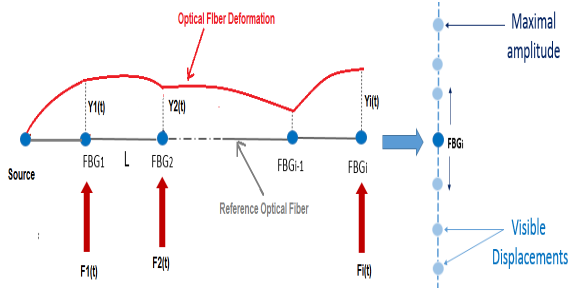 Optical Fiber Deformation
Maximal
amplitude
Y1(t)
Y2(t)
Yi(t)
FBGi
Source
FBG1
L
FBG2
FBGi-1
FBGi
Reference Optical Fiber
Visible
Displacements
F1(t)
F2(t)
Fi(t)
: